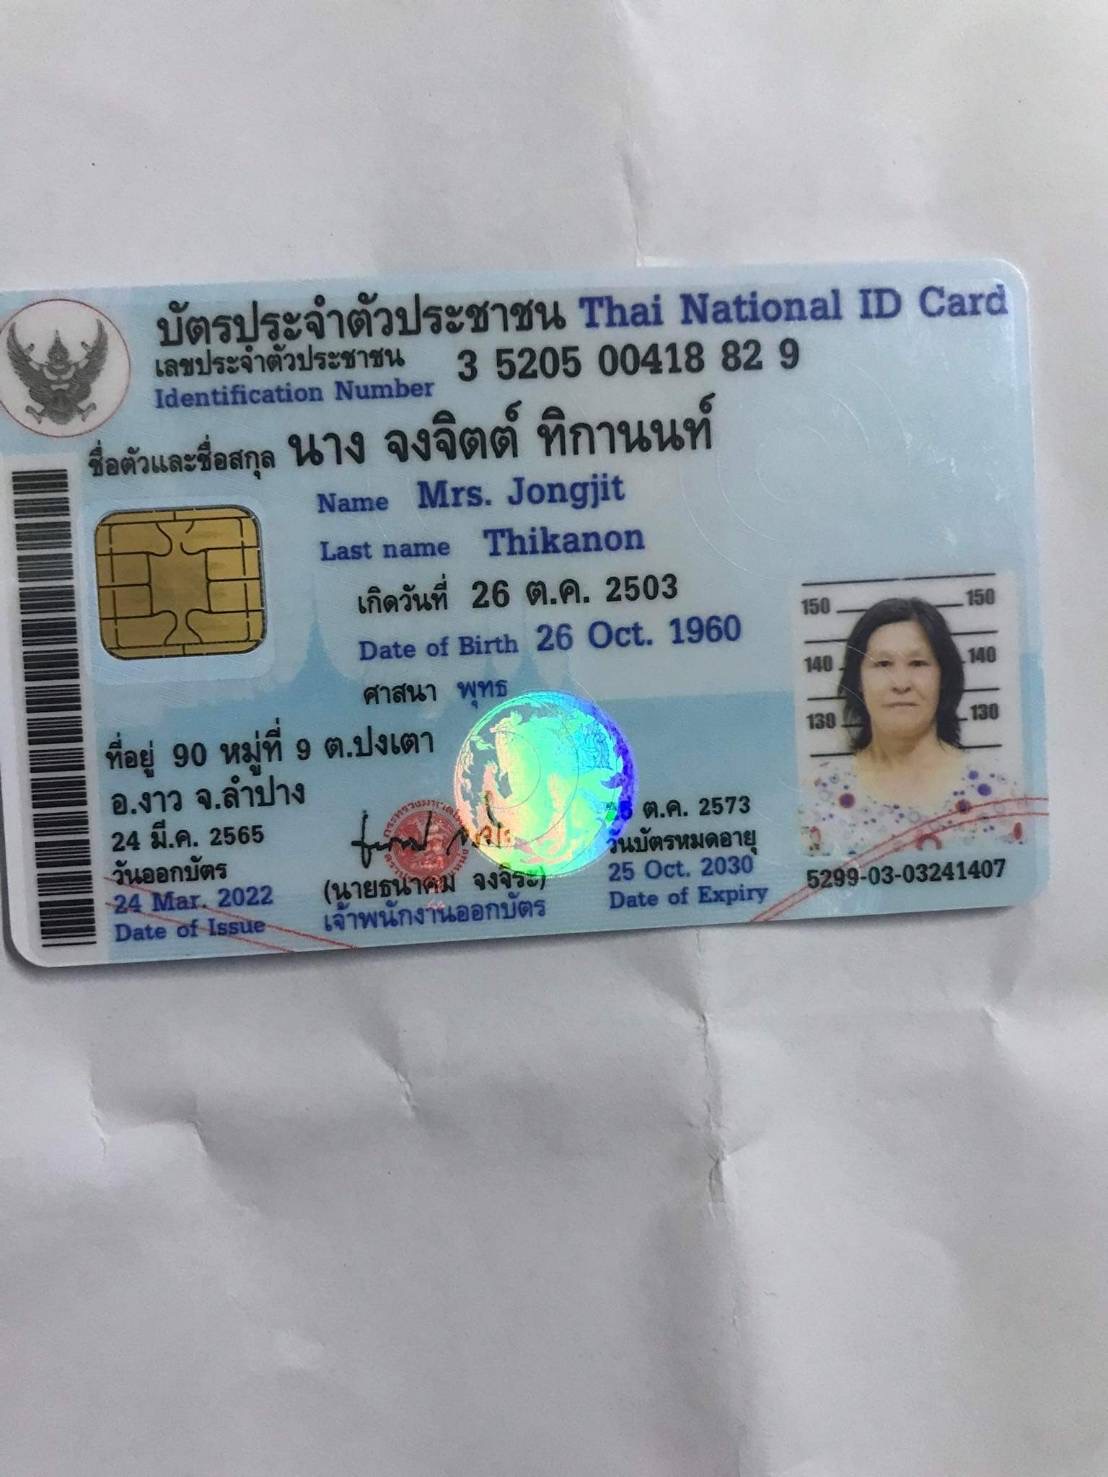 บัตรประจำตัวประชาชน Thai National ID Card
เลขประจำตัวประชาชน 3 5205 00418 82 9
Identification Number
ชื่อตัวและชื่อสกุล นาง จงจิตต์ ทิกานนท์
Name Mrs. Jongjit
Last name Thikanon
เกิดวันที่ 26 ต.ค. 2503
Date of Birth 26 Oct. 1960
ศาสนา พุทธ
ที่อยู่ 90 หมู่ที่ 9 ต.ปงเตา
อ.งาว จ.ลำปาง
24 มี.ค. 2565
วันออกบัตร
24 Mar. 2022
Date of Issue
(นายธนาคม จงจิระ)
เจ้าพนักงานออกบัตร
ต.ค. 2573
วันบัตรหมดอายุ
25 Oct. 2030
Date of Expiry
150 150
140 140
130 130
5299-03-03241407